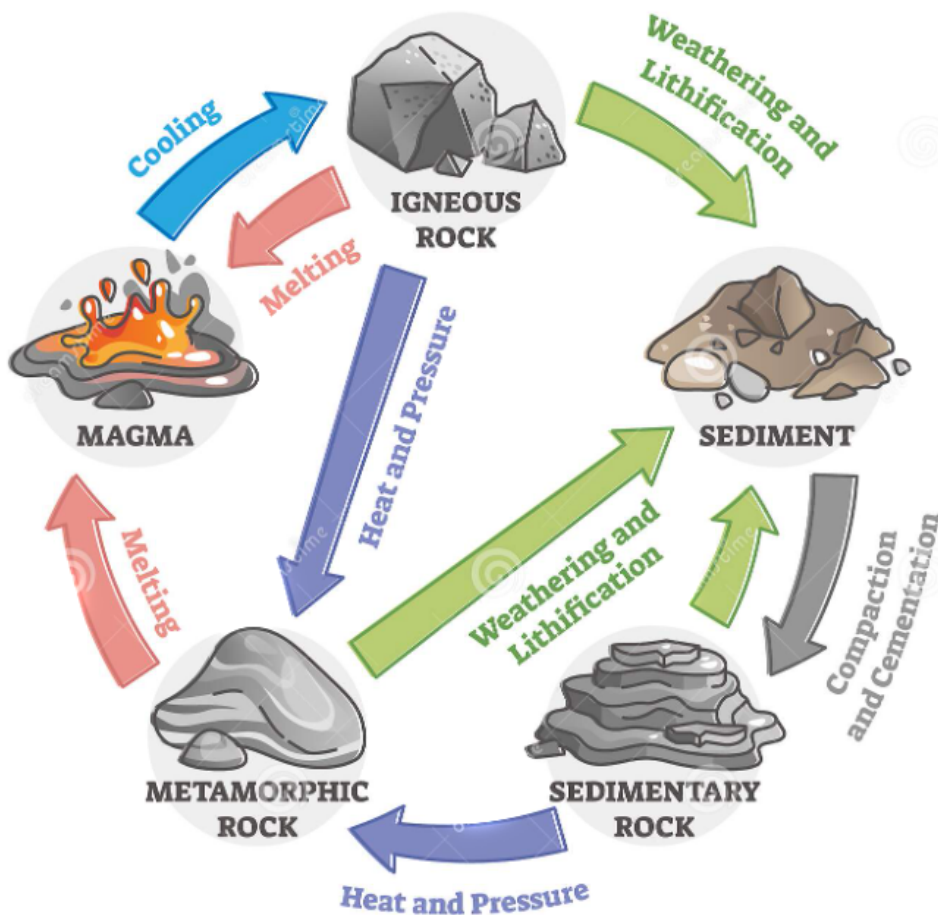 Weathering and
Lithification
Cooling
IGNEOUS
ROCK
Melting
Heat and Pressure
MAGMA
SEDIMENT
Melting
Weathering and
Lithification
Compaction
and Cementation
METAMORPHIC
ROCK
SEDIMENTARY
ROCK
Heat and Pressure